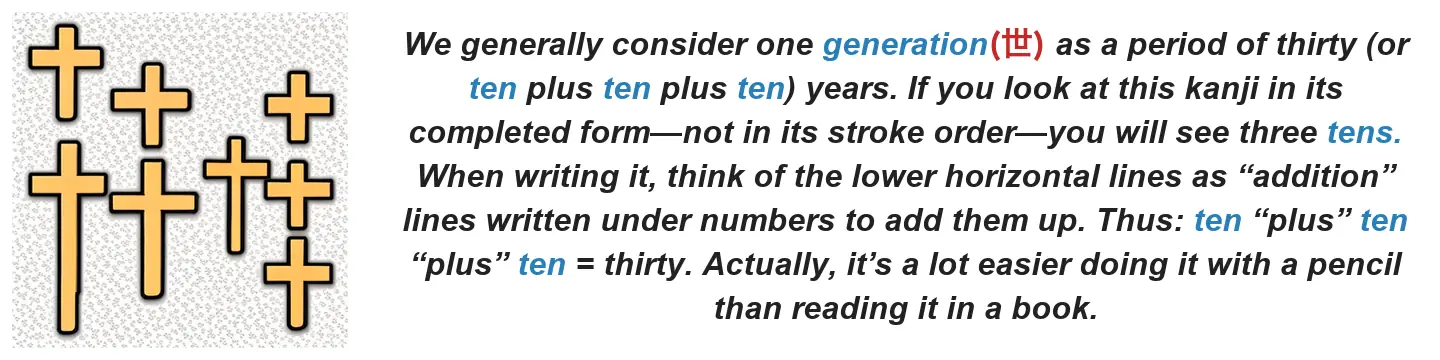 We generally consider one generation(世) as a period of thirty (or
ten plus ten plus ten) years. If you look at this kanji in its
completed form—not in its stroke order—you will see three tens.
When writing it, think of the lower horizontal lines as “addition”
lines written under numbers to add them up. Thus: ten “plus” ten
“plus” ten = thirty. Actually, it’s a lot easier doing it with a pencil
than reading it in a book.